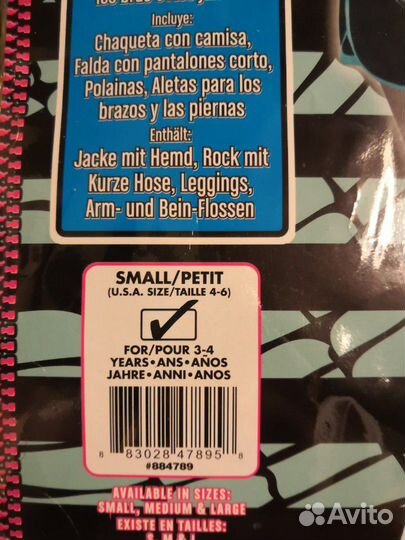 Incluye:
Chaqueta con camisa,
Falda con pantalones corto,
Polainas, Aletas para los
brazos y las piernas
Enthält:
Jacke mit Hemd, Rock mit
Kurze Hose, Leggings,
Arm- und Bein-Flossen
SMALL/PETIT
(U.S.A. SIZE/TAILLE 4-6)
FOR/POUR 3-4
YEARS•ANS•AÑOS
JAHRE•ANNI•ANOS
8 83028 47895 8
#884789
AVAILABLE IN SIZES:
SMALL, MEDIUM & LARGE
EXISTE EN TAILLES:
Avito